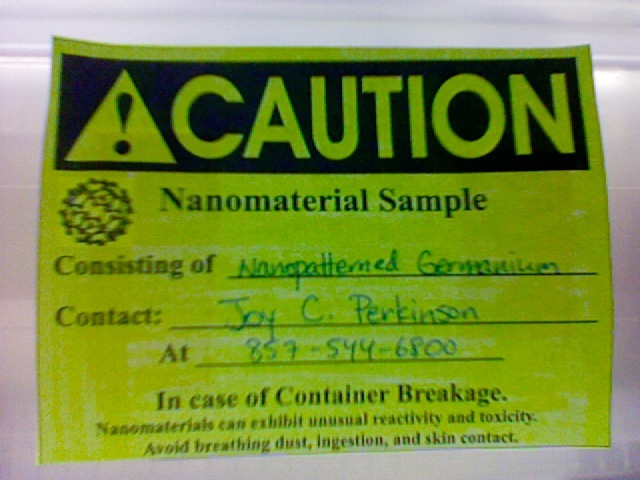 CAUTION
Nanomaterial Sample
Consisting of Nanopatterned Germanium
Contact: Joy C. Perkinson
At 857-544-6800
In case of Container Breakage.
Nanomaterials can exhibit unusual reactivity and toxicity.
Avoid breathing dust, ingestion, and skin contact.